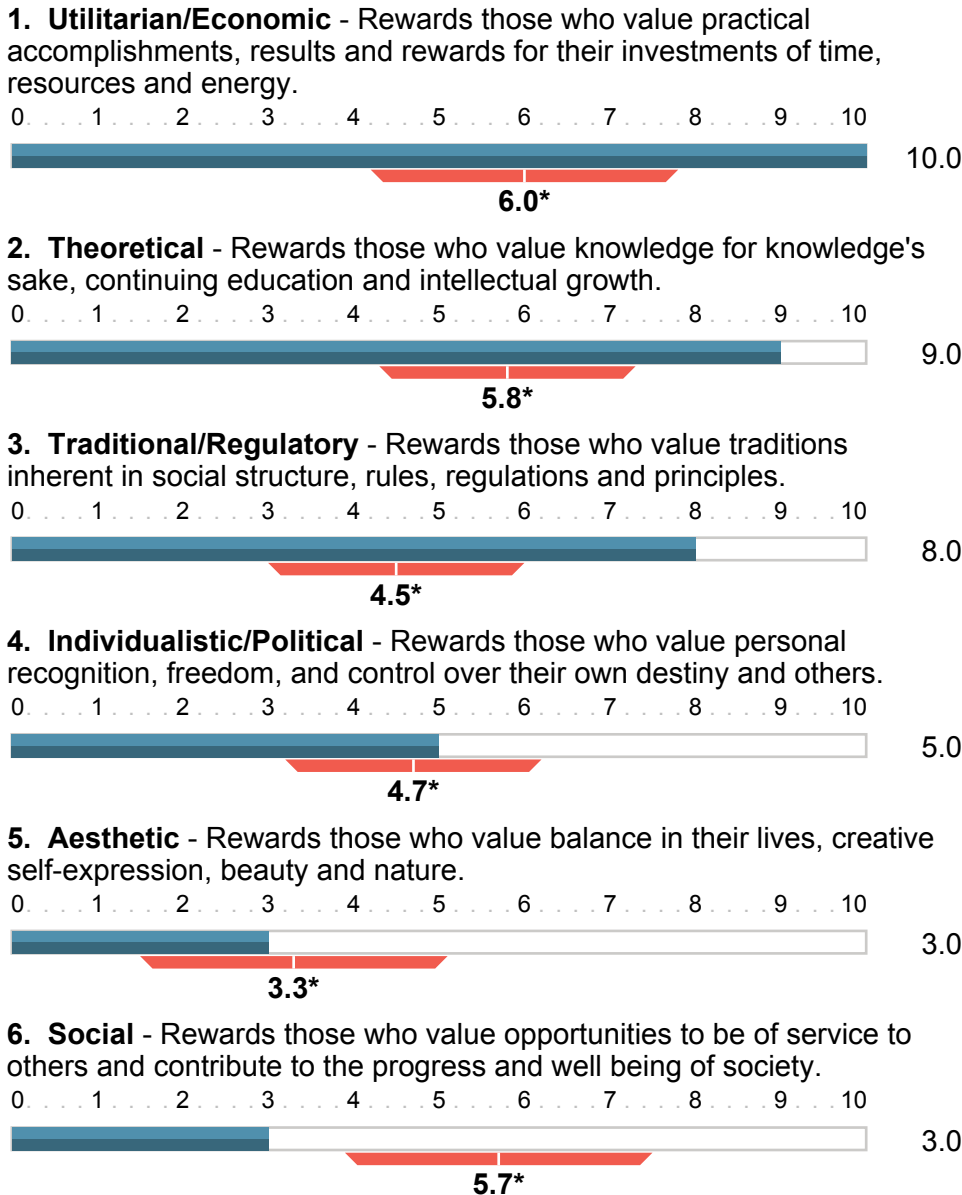 1. Utilitarian/Economic - Rewards those who value practical
accomplishments, results and rewards for their investments of time,
resources and energy.
0. . . . 1. . . . 2. . . . 3. . . . 4. . . . 5. . . . 6. . . . 7. . . . 8. . . . 9. . . 10
10.0
6.0*
2. Theoretical - Rewards those who value knowledge for knowledge's
sake, continuing education and intellectual growth.
0. . . . 1. . . . 2. . . . 3. . . . 4. . . . 5. . . . 6. . . . 7. . . . 8. . . . 9. . . 10
9.0
5.8*
3. Traditional/Regulatory - Rewards those who value traditions
inherent in social structure, rules, regulations and principles.
0. . . . 1. . . . 2. . . . 3. . . . 4. . . . 5. . . . 6. . . . 7. . . . 8. . . . 9. . . 10
8.0
4.5*
4. Individualistic/Political - Rewards those who value personal
recognition, freedom, and control over their own destiny and others.
0. . . . 1. . . . 2. . . . 3. . . . 4. . . . 5. . . . 6. . . . 7. . . . 8. . . . 9. . . 10
5.0
4.7*
5. Aesthetic - Rewards those who value balance in their lives, creative
self-expression, beauty and nature.
0. . . . 1. . . . 2. . . . 3. . . . 4. . . . 5. . . . 6. . . . 7. . . . 8. . . . 9. . . 10
3.0
3.3*
6. Social - Rewards those who value opportunities to be of service to
others and contribute to the progress and well being of society.
0. . . . 1. . . . 2. . . . 3. . . . 4. . . . 5. . . . 6. . . . 7. . . . 8. . . . 9. . . 10
3.0
5.7*